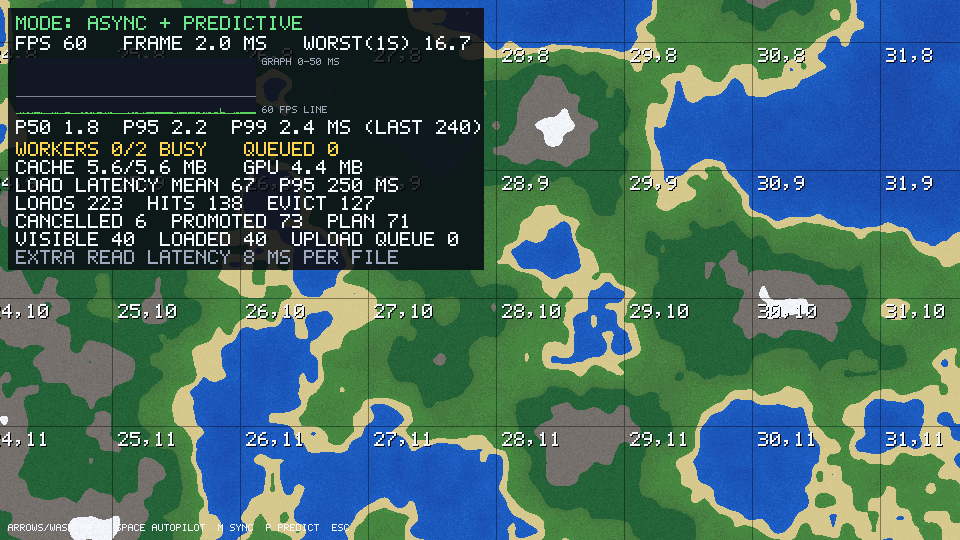 MODE: ASYNC + PREDICTIVE
FPS 60 FRAME 2.0 MS WORST(1S) 16.7
GRAPH 0-50 MS
60 FPS LINE
P50 1.8 P95 2.2 P99 2.4 MS (LAST 240)
WORKERS 0/2 BUSY QUEUED 0
CACHE 5.6/5.6 MB GPU 4.4 MB
LOAD LATENCY MEAN 67 P95 250 MS
LOADS 223 HITS 138 EVICT 127
CANCELLED 6 PROMOTED 73 PLAN 71
VISIBLE 40 LOADED 40 UPLOAD QUEUE 0
EXTRA READ LATENCY 8 MS PER FILE
28,8 29,8 30,8 31,8
28,9 29,9 30,9 31,9
4,10 25,10 26,10 27,10 28,10 29,10 30,10 31,10
4,11 25,11 26,11 27,11 28,11 29,11 30,11 31,11
ARROWS/WASD SPACE AUTOPILOT M SYNC P PREDICT ESC